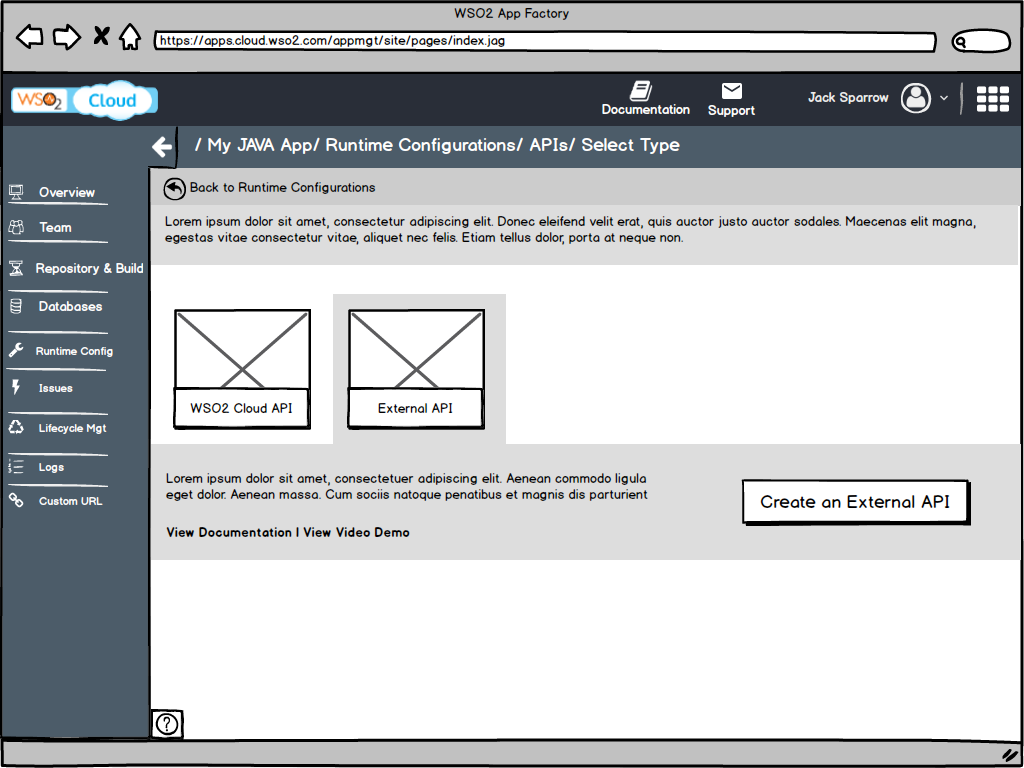 WSO2 App Factory
https://apps.cloud.wso2.com/appmgt/site/pages/index.jag
WSO2 Cloud
Documentation
Support
Jack Sparrow
/ My JAVA App/ Runtime Configurations/ APIs/ Select Type
Back to Runtime Configurations
Lorem ipsum dolor sit amet, consectetur adipiscing elit. Donec eleifend velit erat, quis auctor justo auctor sodales. Maecenas elit magna,
egestas vitae consectetur vitae, aliquet nec felis. Etiam tellus dolor, porta at neque non.
Overview
Team
Repository & Build
Databases
Runtime Config
Issues
Lifecycle Mgt
Logs
Custom URL
WSO2 Cloud API
External API
Lorem ipsum dolor sit amet, consectetuer adipiscing elit. Aenean commodo ligula
eget dolor. Aenean massa. Cum sociis natoque penatibus et magnis dis parturient
View Documentation | View Video Demo
Create an External API
?